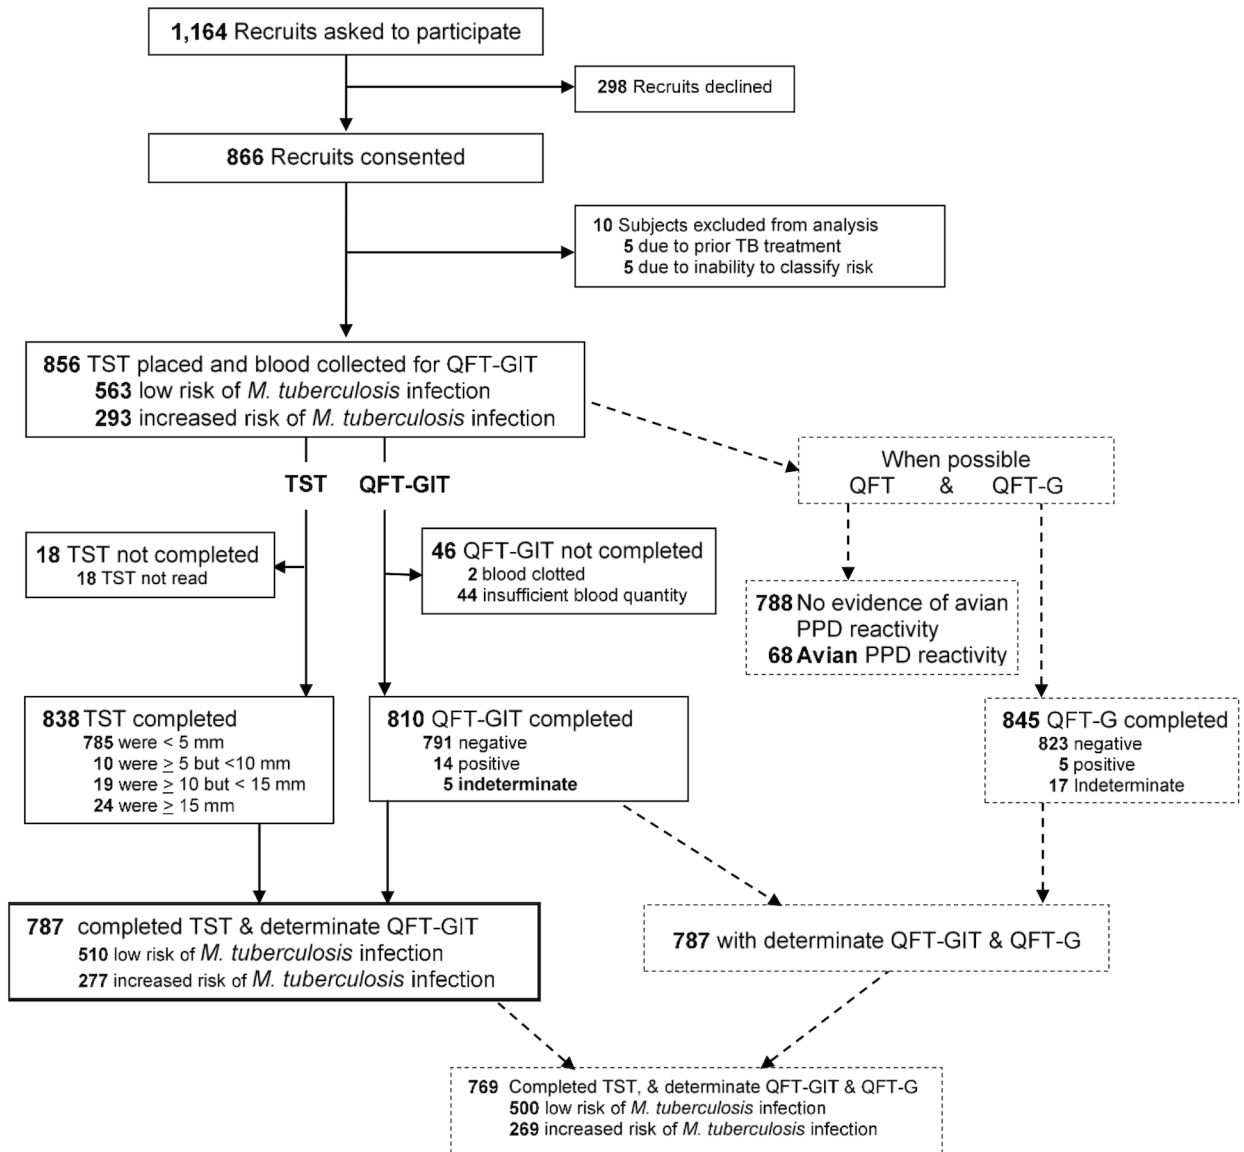 1,164 Recruits asked to participate
298 Recruits declined
866 Recruits consented
10 Subjects excluded from analysis
5 due to prior TB treatment
5 due to inability to classify risk
856 TST placed and blood collected for QFT-GIT
563 low risk of M. tuberculosis infection
293 increased risk of M. tuberculosis infection
When possible
QFT & QFT-G
TST QFT-GIT
18 TST not completed
18 TST not read
46 QFT-GIT not completed
2 blood clotted
44 insufficient blood quantity
788 No evidence of avian
PPD reactivity
68 Avian PPD reactivity
838 TST completed
785 were < 5 mm
10 were ≥ 5 but <10 mm
19 were ≥ 10 but < 15 mm
24 were ≥ 15 mm
810 QFT-GIT completed
791 negative
14 positive
5 indeterminate
845 QFT-G completed
823 negative
5 positive
17 Indeterminate
787 completed TST & determinate QFT-GIT
510 low risk of M. tuberculosis infection
277 increased risk of M. tuberculosis infection
787 with determinate QFT-GIT & QFT-G
769 Completed TST, & determinate QFT-GIT & QFT-G
500 low risk of M. tuberculosis infection
269 increased risk of M. tuberculosis infection